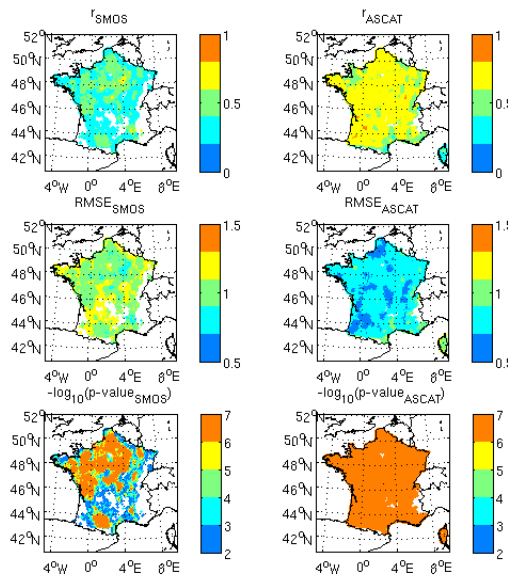 r_SMOS
52°N
50°N
48°N
46°N
44°N
42°N
4°W 0° 4°E 8°E
1
0.5
0
r_ASCAT
52°N
50°N
48°N
46°N
44°N
42°N
4°W 0° 4°E 8°E
1
0.5
0
RMSE_SMOS
52°N
50°N
48°N
46°N
44°N
42°N
4°W 0° 4°E 8°E
1.5
1
0.5
RMSE_ASCAT
52°N
50°N
48°N
46°N
44°N
42°N
4°W 0° 4°E 8°E
1.5
1
0.5
-log10(p-value_SMOS)
52°N
50°N
48°N
46°N
44°N
42°N
4°W 0° 4°E 8°E
7
6
5
4
3
2
-log10(p-value_ASCAT)
52°N
50°N
48°N
46°N
44°N
42°N
4°W 0° 4°E 8°E
7
6
5
4
3
2